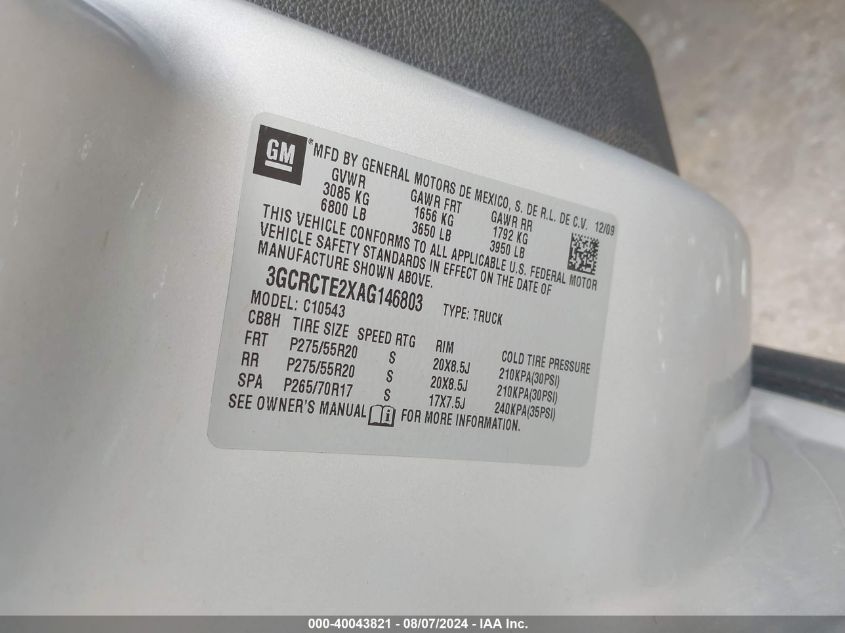 GM
®MFD BY GENERAL MOTORS DE MEXICO, S. DE R.L. DE C.V. 12/09
GVWR GAWR FRT GAWR RR
3085 KG 1656 KG 1792 KG
6800 LB 3650 LB 3950 LB
THIS VEHICLE CONFORMS TO ALL APPLICABLE U.S. FEDERAL MOTOR
VEHICLE SAFETY STANDARDS IN EFFECT ON THE DATE OF
MANUFACTURE SHOWN ABOVE.
3GCRCTE2XAG146803 TYPE: TRUCK
MODEL: C10543
CB8H TIRE SIZE SPEED RTG RIM COLD TIRE PRESSURE
FRT P275/55R20 S 20X8.5J 210KPA(30PSI)
RR P275/55R20 S 20X8.5J 210KPA(30PSI)
SPA P265/70R17 S 17X7.5J 240KPA(35PSI)
SEE OWNER'S MANUAL i FOR MORE INFORMATION.
000-40043821 - 08/07/2024 - IAA Inc.